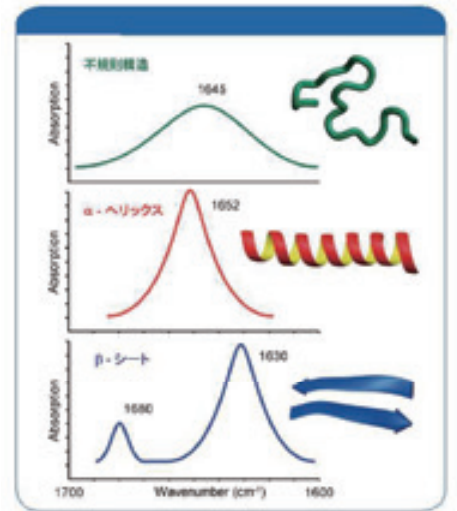 不規則構造
1645
Absorption
α - ヘリックス
1652
Absorption
β - シート
1630
1680
Absorption
1700 Wavenumber (cm⁻¹) 1600